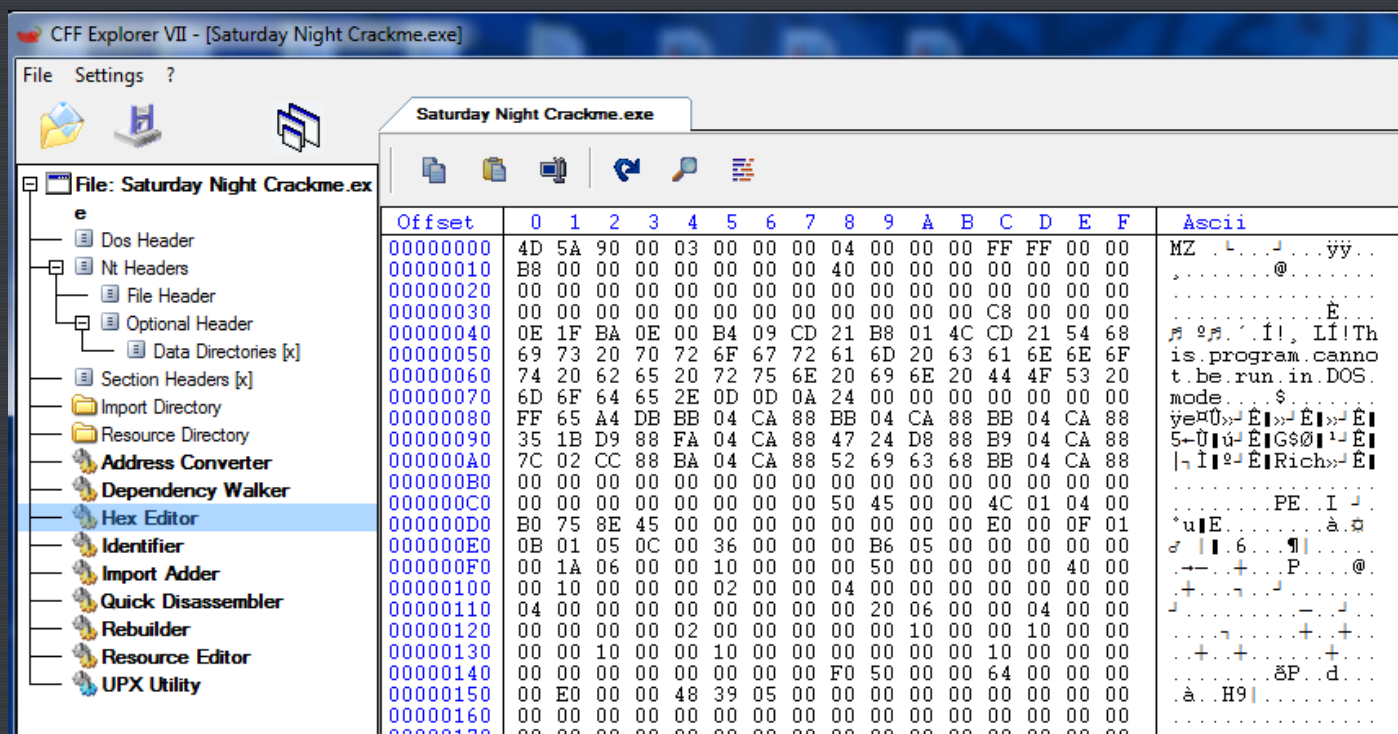 CFF Explorer VII - [Saturday Night Crackme.exe]
File Settings ?
Saturday Night Crackme.exe
File: Saturday Night Crackme.ex
e
Dos Header
Nt Headers
File Header
Optional Header
Data Directories [x]
Section Headers [x]
Import Directory
Resource Directory
Address Converter
Dependency Walker
Hex Editor
Identifier
Import Adder
Quick Disassembler
Rebuilder
Resource Editor
UPX Utility
Offset 0 1 2 3 4 5 6 7 8 9 A B C D E F Ascii
00000000 4D 5A 90 00 03 00 00 00 04 00 00 00 FF FF 00 00 MZ .└...┘...ÿÿ..
00000010 B8 00 00 00 00 00 00 00 40 00 00 00 00 00 00 00 ¸.......@.......
00000020 00 00 00 00 00 00 00 00 00 00 00 00 00 00 00 00 ................
00000030 00 00 00 00 00 00 00 00 00 00 00 00 C8 00 00 00 ............È...
00000040 0E 1F BA 0E 00 B4 09 CD 21 B8 01 4C CD 21 54 68 ♬ º♬.´.Í!¸ LÍ!Th
00000050 69 73 20 70 72 6F 67 72 61 6D 20 63 61 6E 6E 6F is.program.canno
00000060 74 20 62 65 20 72 75 6E 20 69 6E 20 44 4F 53 20 t.be.run.in.DOS.
00000070 6D 6F 64 65 2E 0D 0D 0A 24 00 00 00 00 00 00 00 mode....$.......
00000080 FF 65 A4 DB BB 04 CA 88 BB 04 CA 88 BB 04 CA 88 ÿe¤Û»┘Ê▌»┘Ê▌»┘Ê▌
00000090 35 1B D9 88 FA 04 CA 88 47 24 D8 88 B9 04 CA 88 5←Ù▌ú┘Ê▌G$Ø▌¹┘Ê▌
000000A0 7C 02 CC 88 BA 04 CA 88 52 69 63 68 BB 04 CA 88 |┐Ì▌º┘Ê▌Rich»┘Ê▌
000000B0 00 00 00 00 00 00 00 00 00 00 00 00 00 00 00 00 ................
000000C0 00 00 00 00 00 00 00 00 50 45 00 00 4C 01 04 00 ........PE..L ┘.
000000D0 B0 75 8E 45 00 00 00 00 00 00 00 00 E0 00 0F 01 °u▌E........à.¤
000000E0 0B 01 05 0C 00 36 00 00 00 B6 05 00 00 00 00 00 ♂ |▌.6...¶|.....
000000F0 00 1A 06 00 00 10 00 00 00 50 00 00 00 00 40 00 .→–..+...P....@.
00000100 00 10 00 00 00 02 00 00 04 00 00 00 00 00 00 00 .+...┐..┘.......
00000110 04 00 00 00 00 00 00 00 00 20 06 00 00 04 00 00 ┘.........–..┘..
00000120 00 00 00 00 02 00 00 00 00 00 10 00 00 10 00 00 ....┐.....+..+..
00000130 00 00 10 00 00 10 00 00 00 00 00 00 10 00 00 00 ..+..+......+...
00000140 00 00 00 00 00 00 00 00 F0 50 00 00 64 00 00 00 ........ðP..d...
00000150 00 E0 00 00 48 39 05 00 00 00 00 00 00 00 00 00 .à..H9|.........
00000160 00 00 00 00 00 00 00 00 00 00 00 00 00 00 00 00 ................